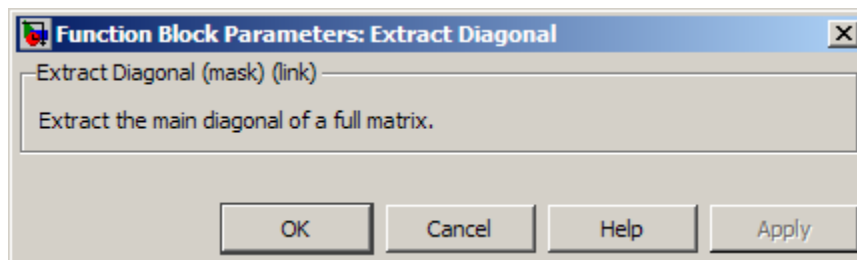 Function Block Parameters: Extract Diagonal
Extract Diagonal (mask) (link)
Extract the main diagonal of a full matrix.
OK Cancel Help Apply